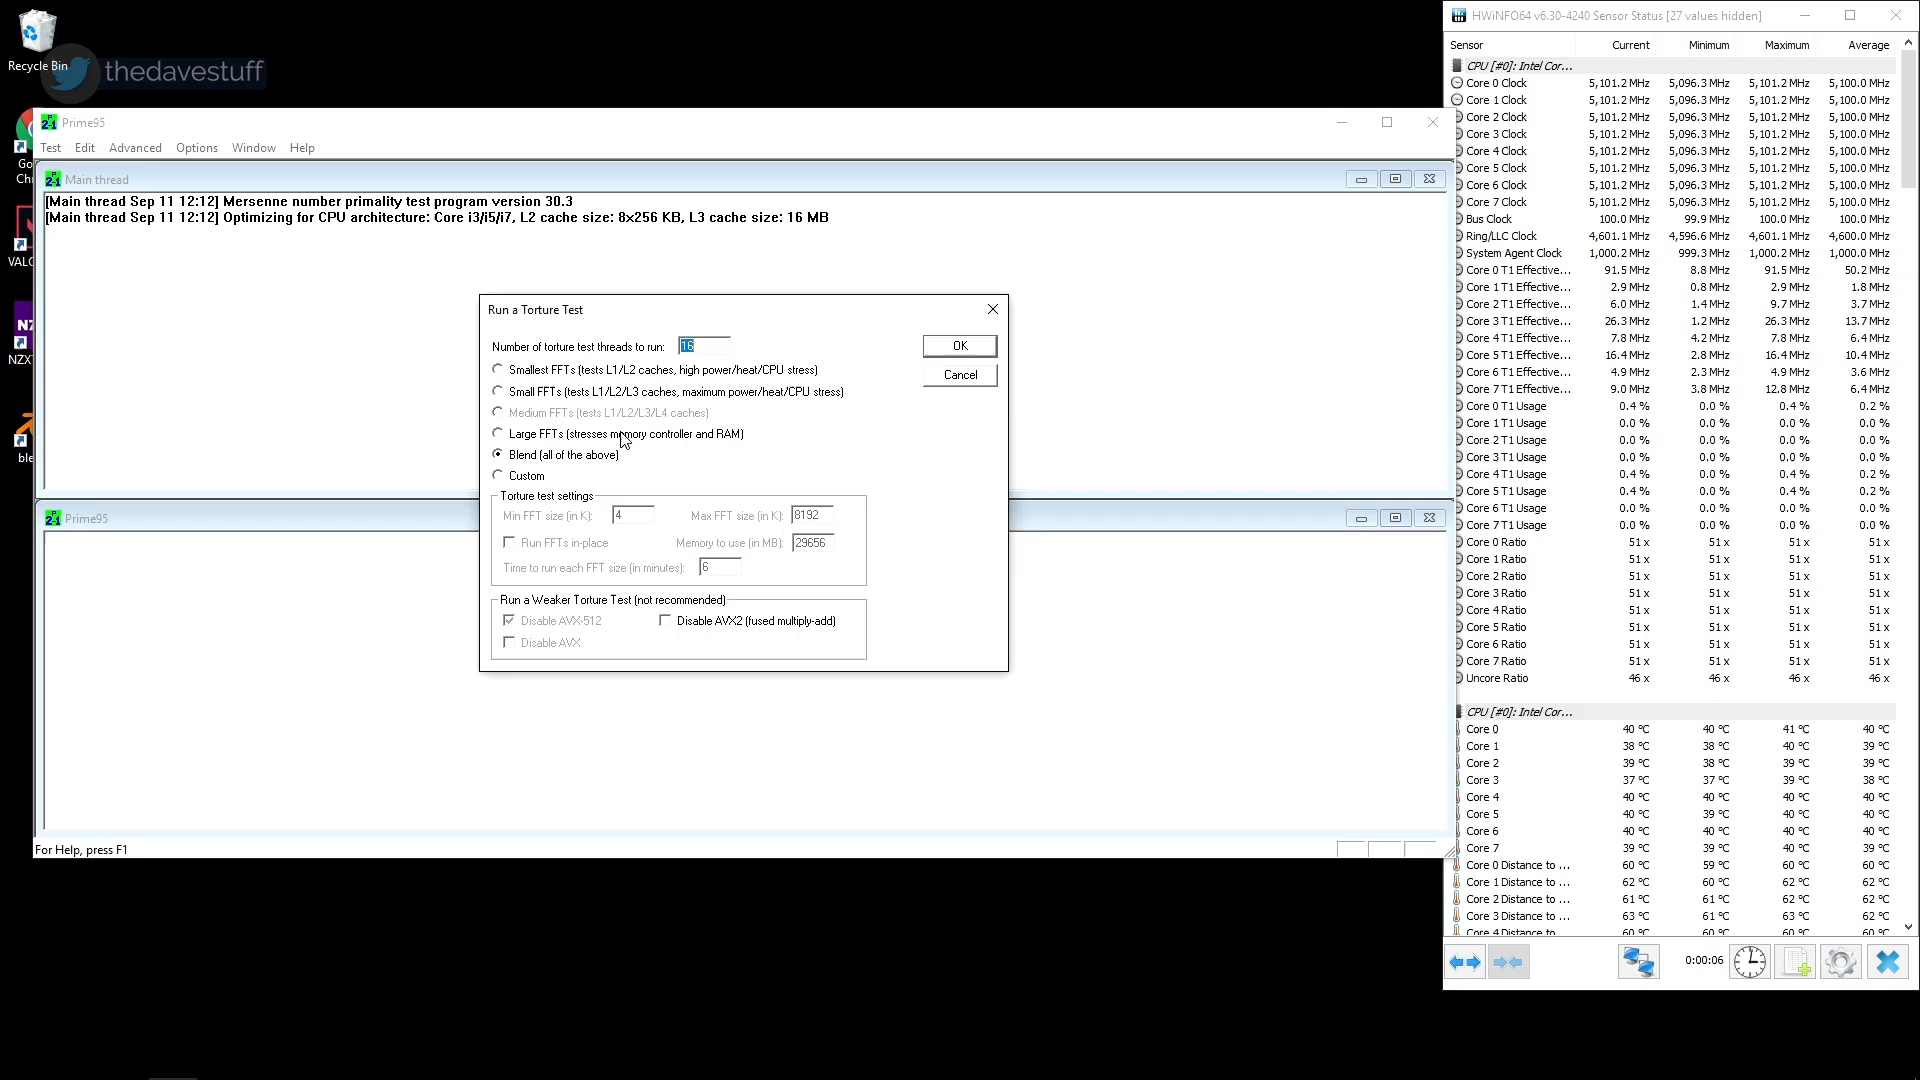 Recycle Bin
thedavestuff
Prime95
Test Edit Advanced Options Window Help
Main thread
[Main thread Sep 11 12:12] Mersenne number primality test program version 30.3
[Main thread Sep 11 12:12] Optimizing for CPU architecture: Core i3/i5/i7, L2 cache size: 8x256 KB, L3 cache size: 16 MB
Go
Chr
VALO
NZ
NZX
ble
Run a Torture Test
Number of torture test threads to run: 16
OK
Smallest FFTs (tests L1/L2 caches, high power/heat/CPU stress)
Cancel
Small FFTs (tests L1/L2/L3 caches, maximum power/heat/CPU stress)
Medium FFTs (tests L1/L2/L3/L4 caches)
Large FFTs (stresses memory controller and RAM)
Blend (all of the above)
Custom
Torture test settings
Min FFT size (in K): 4 Max FFT size (in K): 8192
Run FFTs in-place Memory to use (in MB): 29656
Time to run each FFT size (in minutes): 6
Run a Weaker Torture Test (not recommended)
Disable AVX-512 Disable AVX2 (fused multiply-add)
Disable AVX
Prime95
For Help, press F1
HWiNFO64 v6.30-4240 Sensor Status [27 values hidden]
Sensor Current Minimum Maximum Average
CPU [#0]: Intel Cor...
Core 0 Clock 5,101.2 MHz 5,096.3 MHz 5,101.2 MHz 5,100.0 MHz
Core 1 Clock 5,101.2 MHz 5,096.3 MHz 5,101.2 MHz 5,100.0 MHz
Core 2 Clock 5,101.2 MHz 5,096.3 MHz 5,101.2 MHz 5,100.0 MHz
Core 3 Clock 5,101.2 MHz 5,096.3 MHz 5,101.2 MHz 5,100.0 MHz
Core 4 Clock 5,101.2 MHz 5,096.3 MHz 5,101.2 MHz 5,100.0 MHz
Core 5 Clock 5,101.2 MHz 5,096.3 MHz 5,101.2 MHz 5,100.0 MHz
Core 6 Clock 5,101.2 MHz 5,096.3 MHz 5,101.2 MHz 5,100.0 MHz
Core 7 Clock 5,101.2 MHz 5,096.3 MHz 5,101.2 MHz 5,100.0 MHz
Bus Clock 100.0 MHz 99.9 MHz 100.0 MHz 100.0 MHz
Ring/LLC Clock 4,601.1 MHz 4,596.6 MHz 4,601.1 MHz 4,600.0 MHz
System Agent Clock 1,000.2 MHz 999.3 MHz 1,000.2 MHz 1,000.0 MHz
Core 0 T1 Effective... 91.5 MHz 8.8 MHz 91.5 MHz 50.2 MHz
Core 1 T1 Effective... 2.9 MHz 0.8 MHz 2.9 MHz 1.8 MHz
Core 2 T1 Effective... 6.0 MHz 1.4 MHz 9.7 MHz 3.7 MHz
Core 3 T1 Effective... 26.3 MHz 1.2 MHz 26.3 MHz 13.7 MHz
Core 4 T1 Effective... 7.8 MHz 4.2 MHz 7.8 MHz 6.4 MHz
Core 5 T1 Effective... 16.4 MHz 2.8 MHz 16.4 MHz 10.4 MHz
Core 6 T1 Effective... 4.9 MHz 2.3 MHz 4.9 MHz 3.6 MHz
Core 7 T1 Effective... 9.0 MHz 3.8 MHz 12.8 MHz 6.4 MHz
Core 0 T1 Usage 0.4 % 0.0 % 0.4 % 0.2 %
Core 1 T1 Usage 0.0 % 0.0 % 0.0 % 0.0 %
Core 2 T1 Usage 0.0 % 0.0 % 0.0 % 0.0 %
Core 3 T1 Usage 0.0 % 0.0 % 0.0 % 0.0 %
Core 4 T1 Usage 0.4 % 0.0 % 0.4 % 0.2 %
Core 5 T1 Usage 0.4 % 0.0 % 0.4 % 0.2 %
Core 6 T1 Usage 0.0 % 0.0 % 0.0 % 0.0 %
Core 7 T1 Usage 0.0 % 0.0 % 0.0 % 0.0 %
Core 0 Ratio 51 x 51 x 51 x 51 x
Core 1 Ratio 51 x 51 x 51 x 51 x
Core 2 Ratio 51 x 51 x 51 x 51 x
Core 3 Ratio 51 x 51 x 51 x 51 x
Core 4 Ratio 51 x 51 x 51 x 51 x
Core 5 Ratio 51 x 51 x 51 x 51 x
Core 6 Ratio 51 x 51 x 51 x 51 x
Core 7 Ratio 51 x 51 x 51 x 51 x
Uncore Ratio 46 x 46 x 46 x 46 x
CPU [#0]: Intel Cor...
Core 0 40 °C 40 °C 41 °C 40 °C
Core 1 38 °C 38 °C 40 °C 39 °C
Core 2 39 °C 38 °C 39 °C 39 °C
Core 3 37 °C 37 °C 39 °C 38 °C
Core 4 40 °C 40 °C 40 °C 40 °C
Core 5 40 °C 39 °C 40 °C 40 °C
Core 6 40 °C 40 °C 40 °C 40 °C
Core 7 39 °C 39 °C 40 °C 39 °C
Core 0 Distance to ... 60 °C 59 °C 60 °C 60 °C
Core 1 Distance to ... 62 °C 60 °C 62 °C 62 °C
Core 2 Distance to ... 61 °C 61 °C 62 °C 62 °C
Core 3 Distance to ... 63 °C 61 °C 63 °C 62 °C
Core 4 Distance to 60 °C 60 °C 60 °C 60 °C
0:00:06